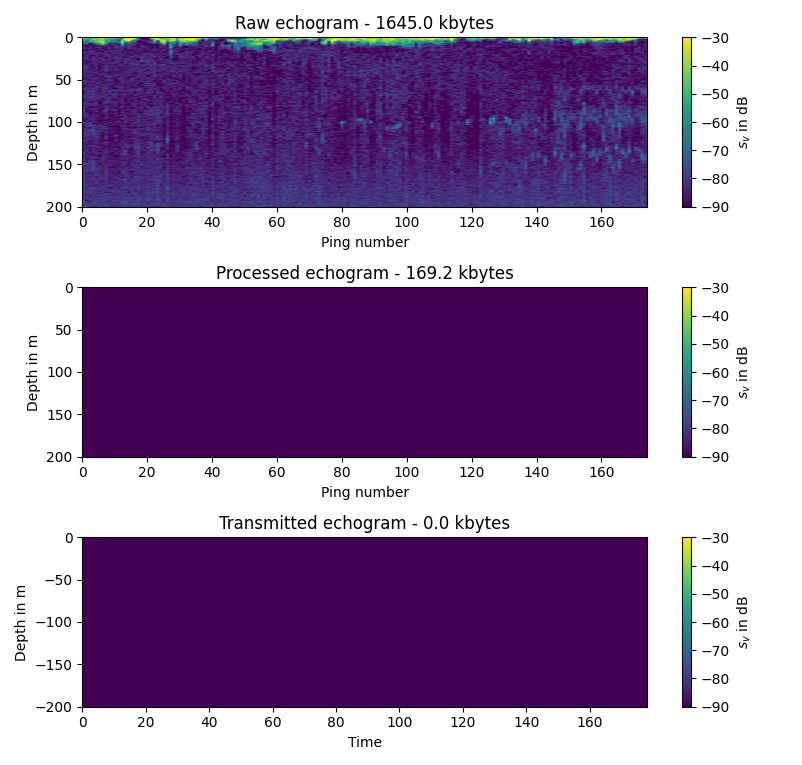 Raw echogram - 1645.0 kbytes
0
50
100
150
200
Depth in m
0 20 40 60 80 100 120 140 160
Ping number
−30
−40
−50
−60
−70
−80
−90
sv in dB
Processed echogram - 169.2 kbytes
0
50
100
150
200
Depth in m
0 20 40 60 80 100 120 140 160
Ping number
−30
−40
−50
−60
−70
−80
−90
sv in dB
Transmitted echogram - 0.0 kbytes
0
−50
−100
−150
−200
Depth in m
0 20 40 60 80 100 120 140 160
Time
−30
−40
−50
−60
−70
−80
−90
sv in dB